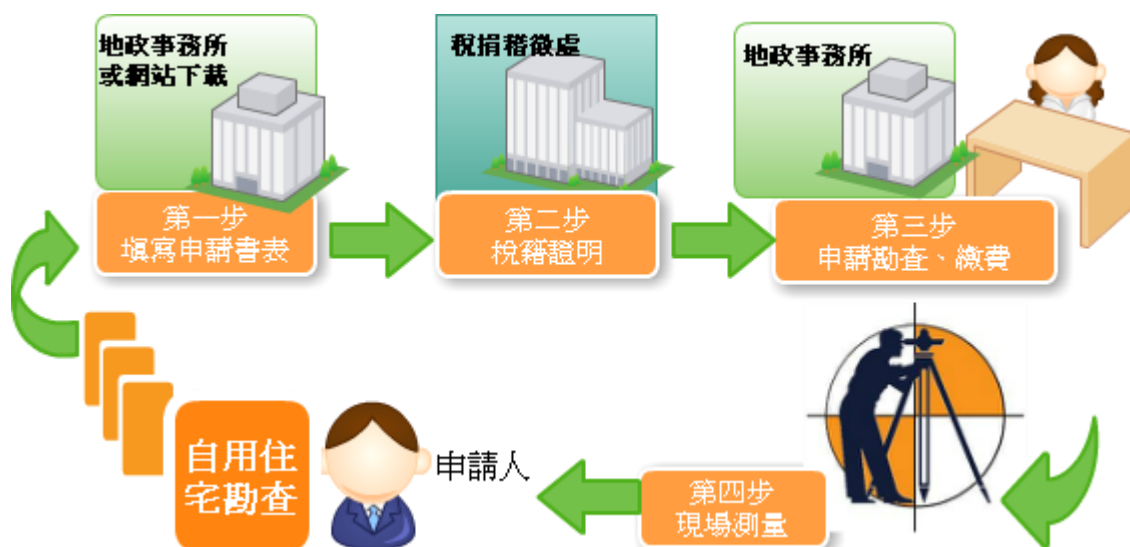 地政事務所
或網站下載
稅捐稽徵處
地政事務所
第一步
填寫申請書表
第二步
稅籍證明
第三步
申請勘查、繳費
自用住
宅勘查
申請人
第四步
現場測量